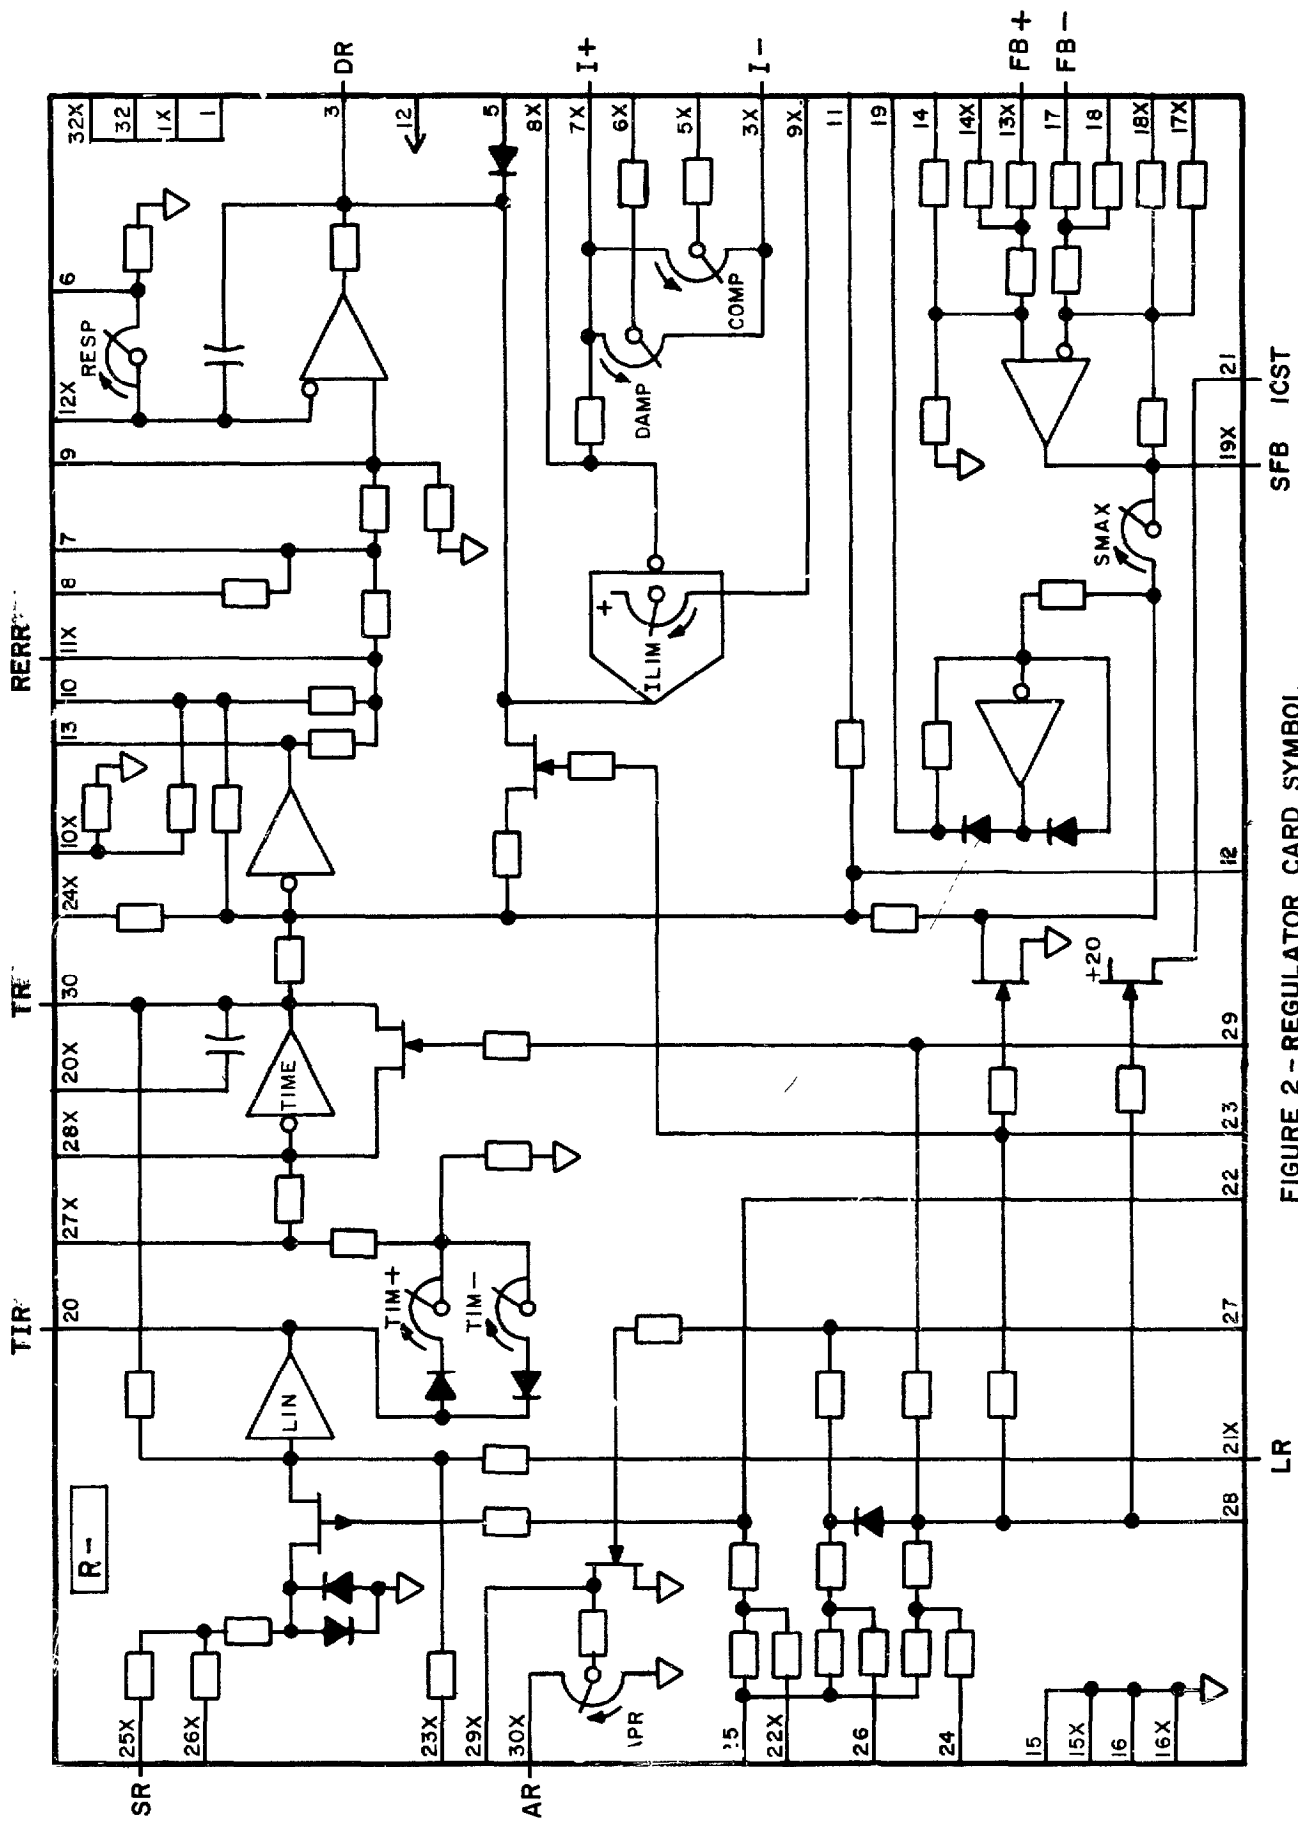 32X
32
1X
1
3
DR
12
5
8X
7X
I+
6X
5X
3X
I-
9X
11
19
14
14X
13X
FB+
17
FB-
18
18X
17X
6
RESP
12X
9
7
8
RERR
11X
10
13
10X
24X
TR
30
20X
28X
27X
TIR
20
TIME
LIN
TIM+
TIM-
R-
DAMP
COMP
+
ILIM
SMAX
+20
21
ICST
19X
SFB
12
29
23
22
27
21X
LR
28
25X
SR
26X
23X
29X
30X
AR
22X
26
24
15
15X
16
16X
FIGURE 2-REGULATOR CARD SYMBOL